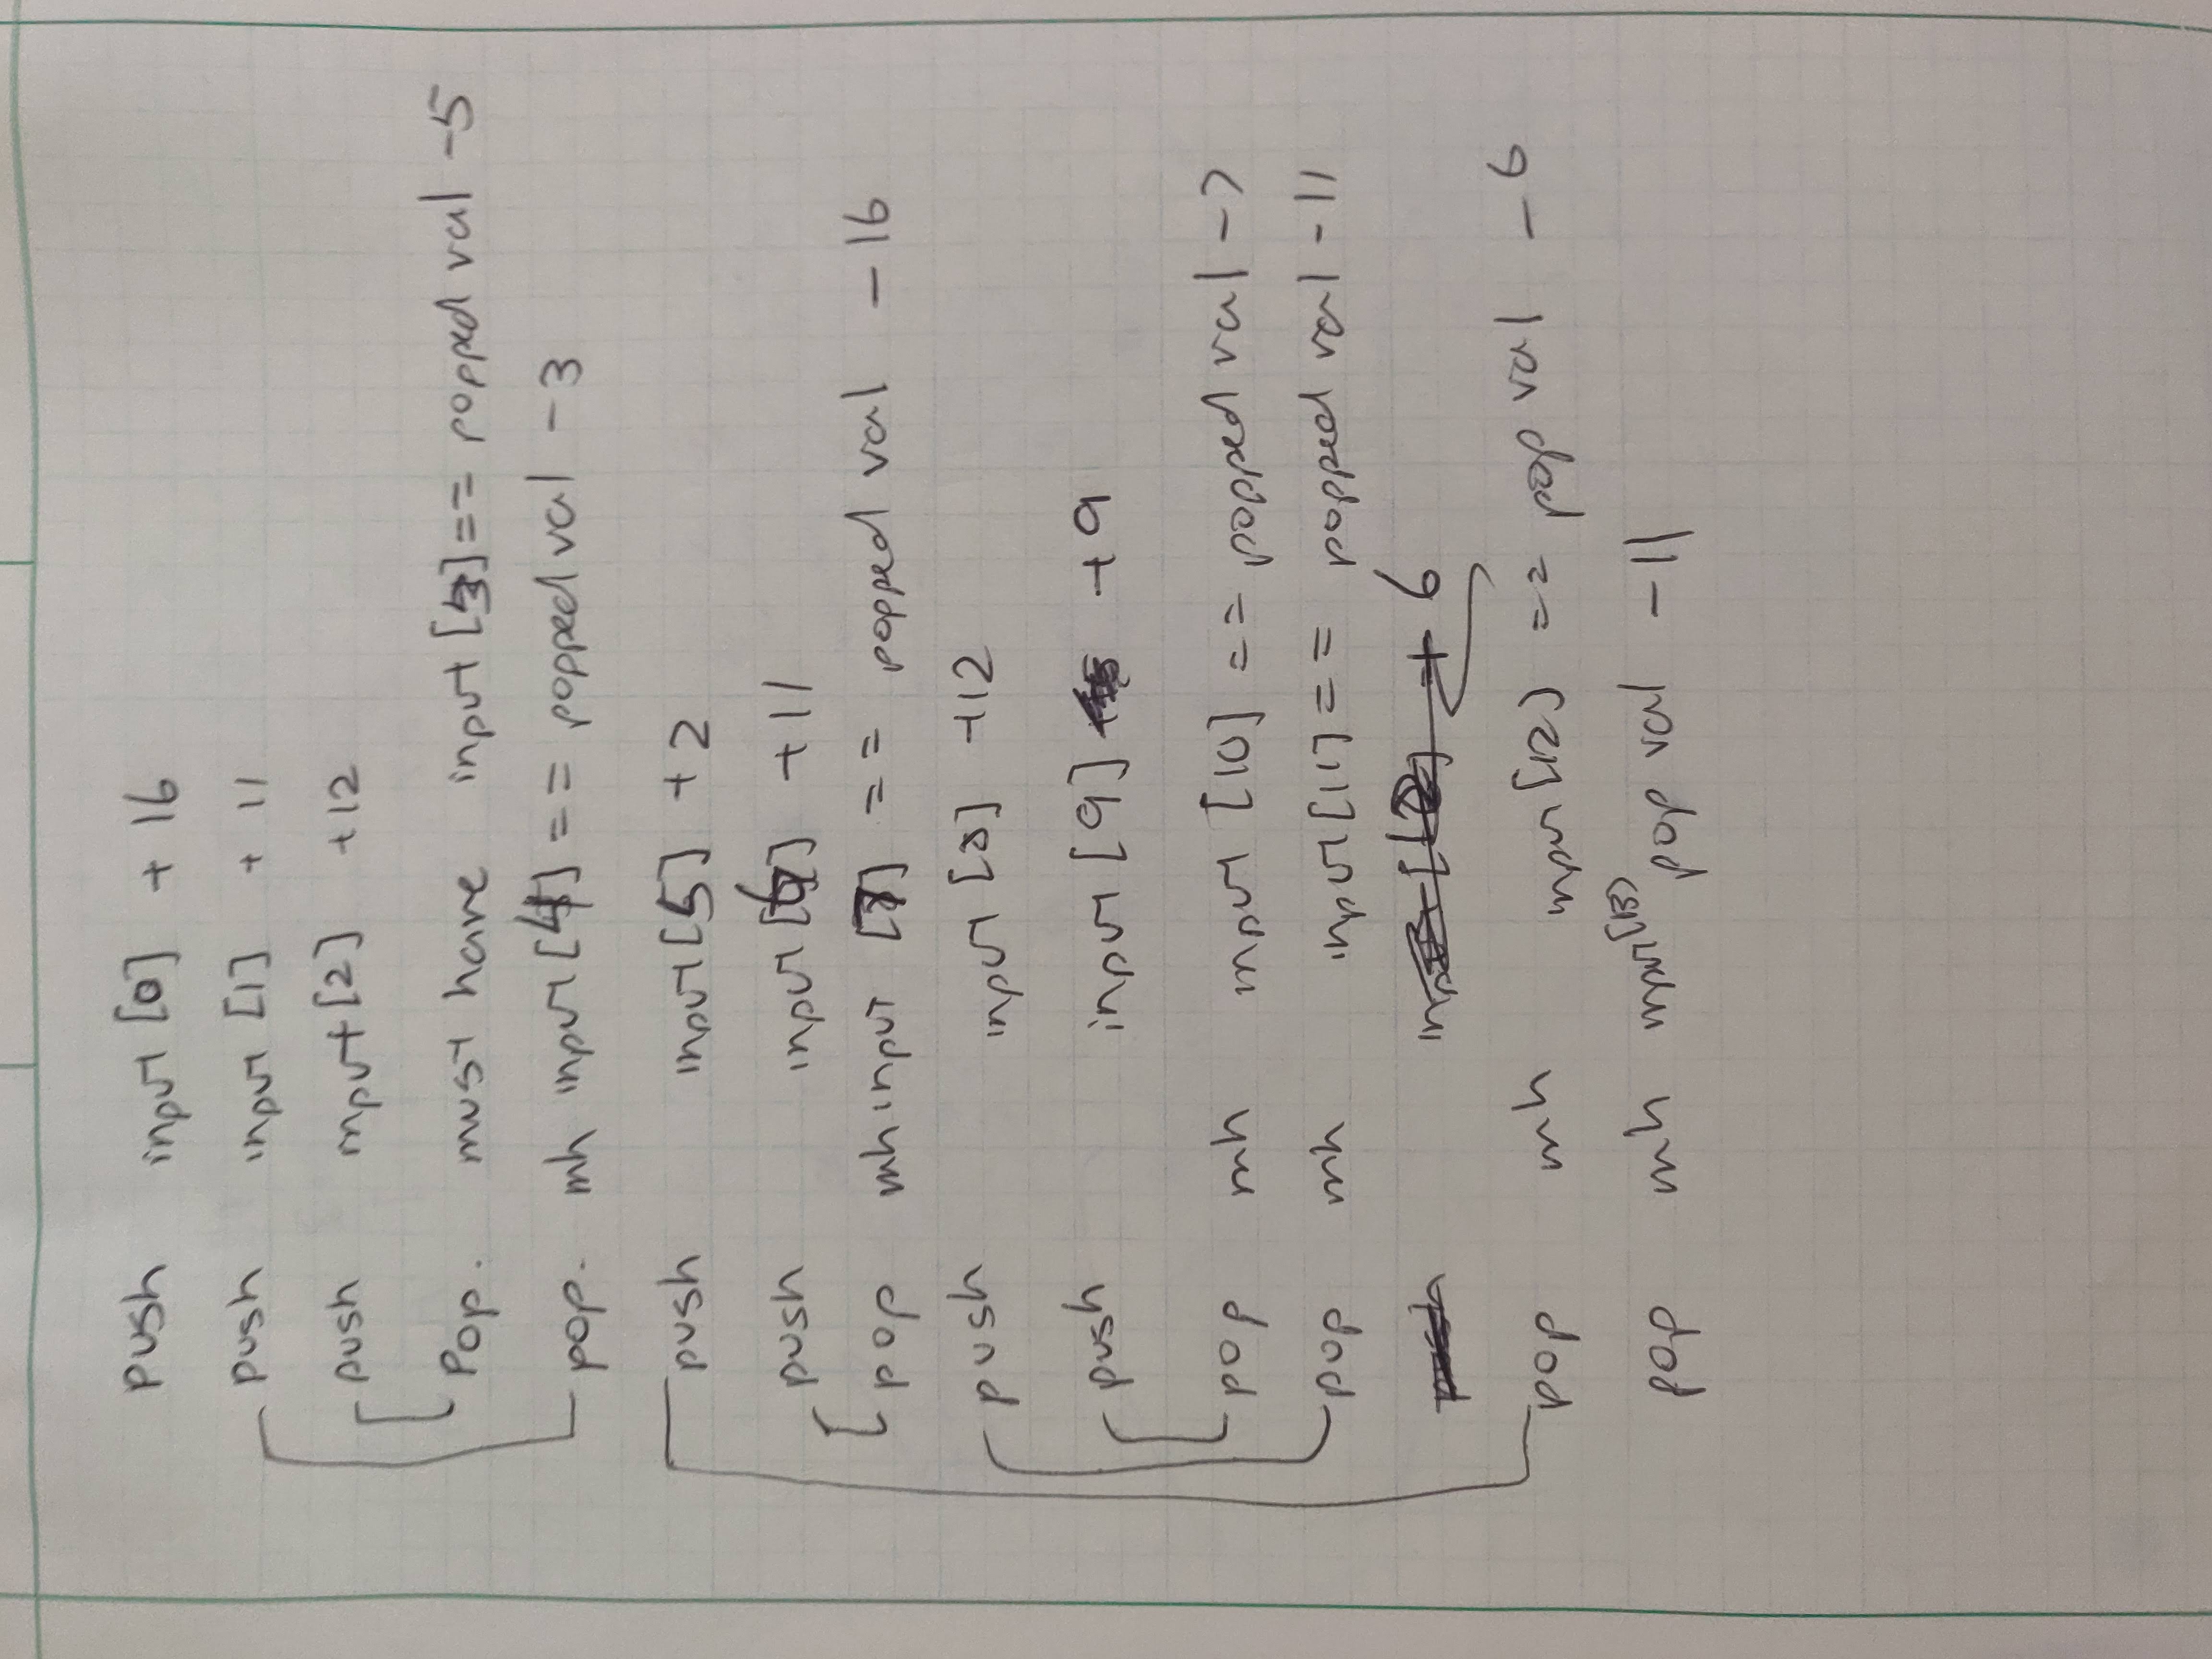 push input [0] + 16
push input [1] + 11
push input [2] +12
Pop. must have input [3] == popped val -5
pop. mh input [4] == popped val -3
push input [5] +2
push input [6] +11
pop mh input [7] == popped val -16
push input [8] +12
push input [9] +9
pop mh input [10] == popped val -7
pop mh input [11] == popped val -11
push input [12] + 6
pop mh input [12] == pop val -6
pop mh input [13] pop val -11